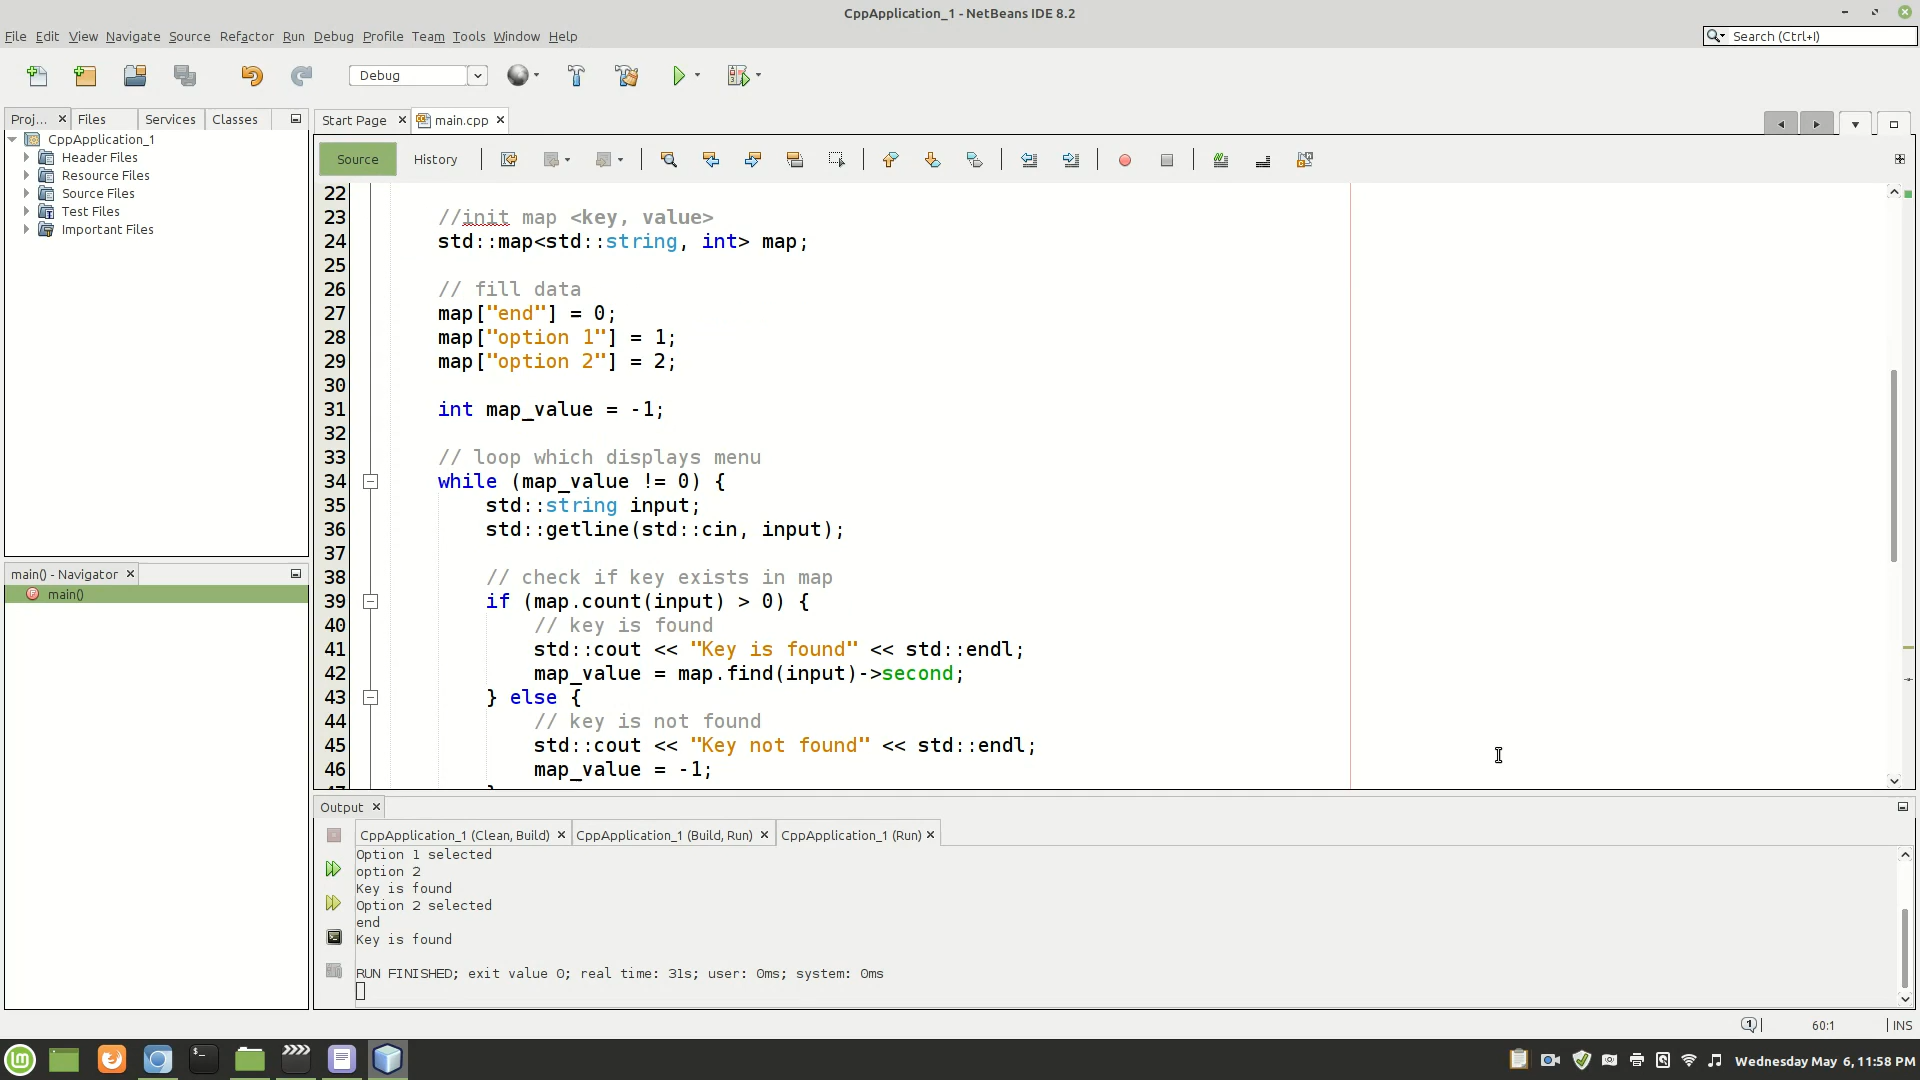 CppApplication_1 - NetBeans IDE 8.2
File Edit View Navigate Source Refactor Run Debug Profile Team Tools Window Help
Search (Ctrl+I)
Debug
Proj... Files Services Classes
Start Page main.cpp
CppApplication_1
Header Files
Resource Files
Source Files
Test Files
Important Files
Source History
22
23 //init map <key, value>
24 std::map<std::string, int> map;
25
26 // fill data
27 map["end"] = 0;
28 map["option 1"] = 1;
29 map["option 2"] = 2;
30
31 int map_value = -1;
32
33 // loop which displays menu
34 while (map_value != 0) {
35 std::string input;
36 std::getline(std::cin, input);
37
38 // check if key exists in map
39 if (map.count(input) > 0) {
40 // key is found
41 std::cout << "Key is found" << std::endl;
42 map_value = map.find(input)->second;
43 } else {
44 // key is not found
45 std::cout << "Key not found" << std::endl;
46 map_value = -1;
main() - Navigator
main()
Output
CppApplication_1 (Clean, Build) CppApplication_1 (Build, Run) CppApplication_1 (Run)
Option 1 selected
option 2
Key is found
Option 2 selected
end
Key is found
RUN FINISHED; exit value 0; real time: 31s; user: 0ms; system: 0ms
1 60:1 INS
Wednesday May 6, 11:58 PM